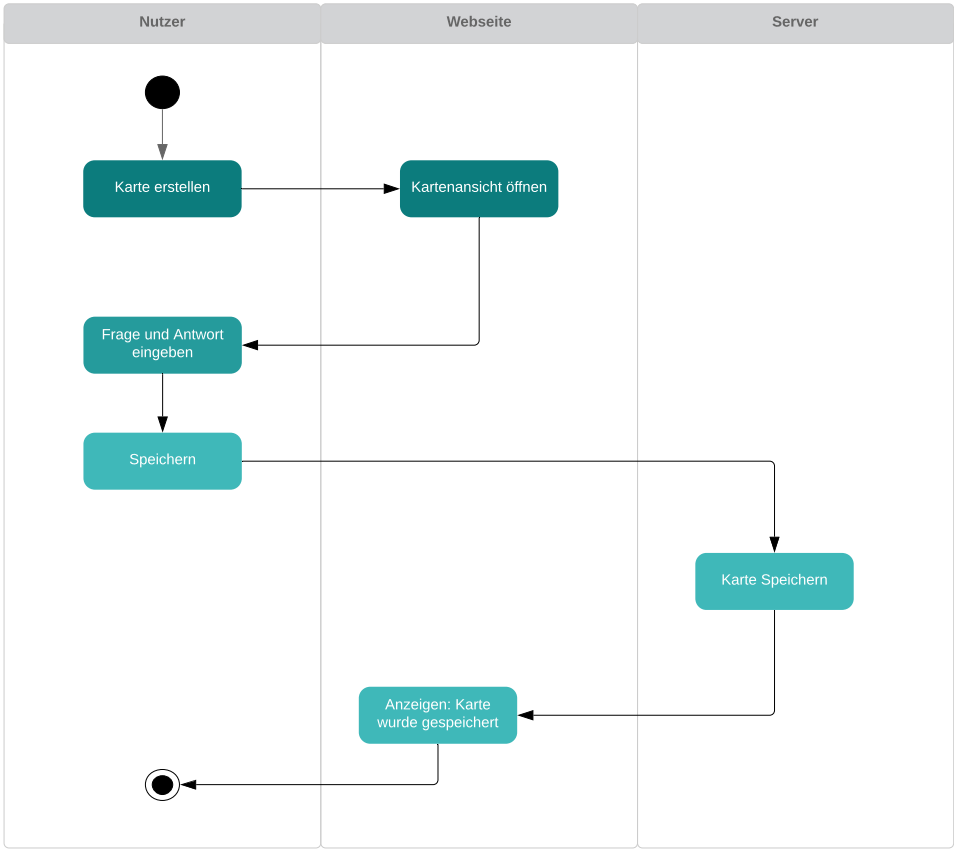 Nutzer
Webseite
Server
Karte erstellen
Kartenansicht öffnen
Frage und Antwort
eingeben
Speichern
Karte Speichern
Anzeigen: Karte
wurde gespeichert